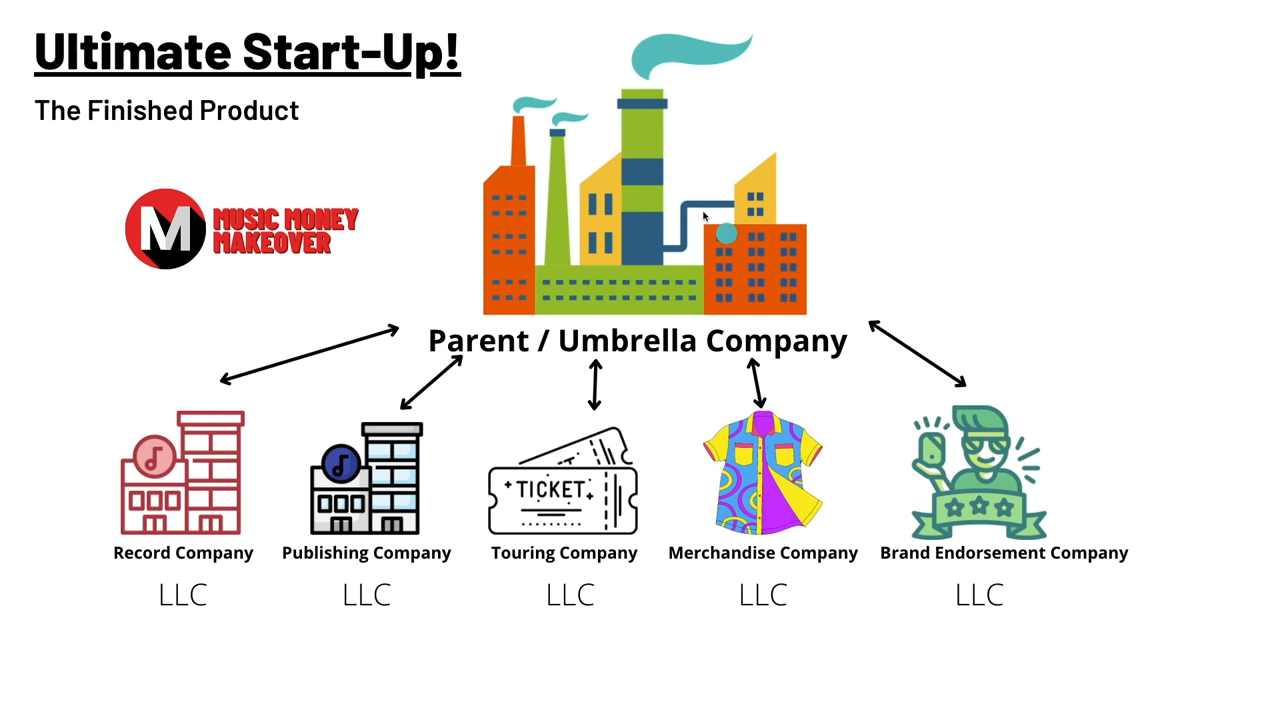 Ultimate Start-Up!
The Finished Product
M
MUSIC MONEY
MAKEOVER
Parent / Umbrella Company
TICKET
Record Company
Publishing Company
Touring Company
Merchandise Company
Brand Endorsement Company
LLC
LLC
LLC
LLC
LLC